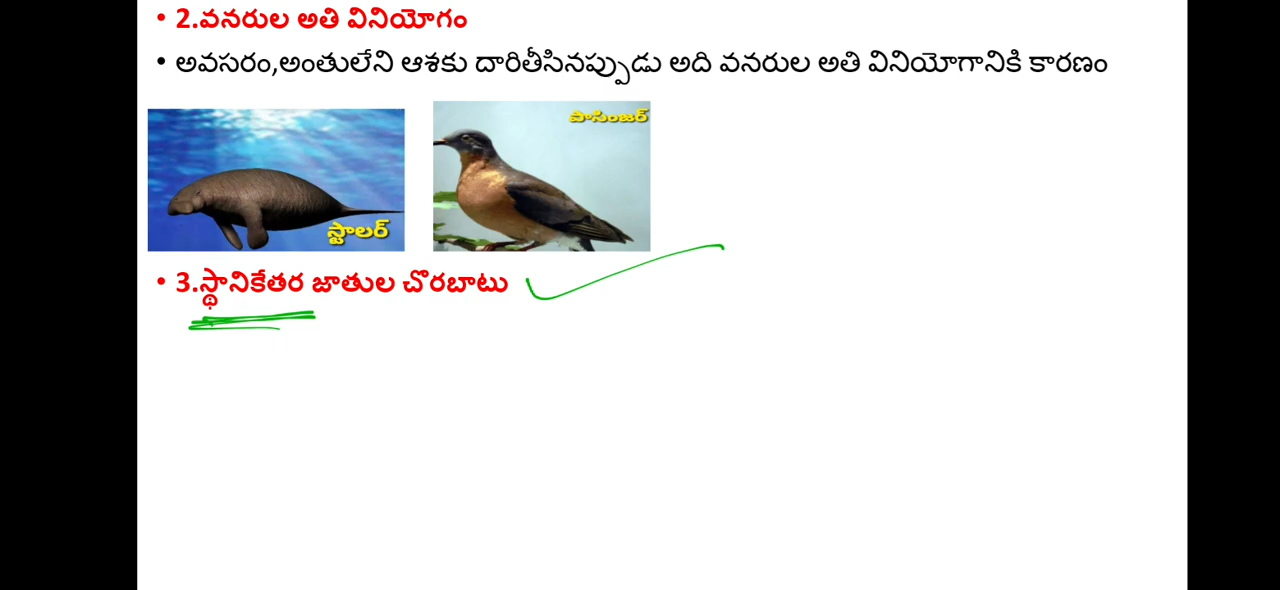 • 2.వనరుల అతి వినియోగం
• అవసరం,అంతులేని ఆశకు దారితీసినప్పుడు అది వనరుల అతి వినియోగానికి కారణం
పాసింజర్
స్టాలర్
• 3.స్థానికేతర జాతుల చొరబాటు